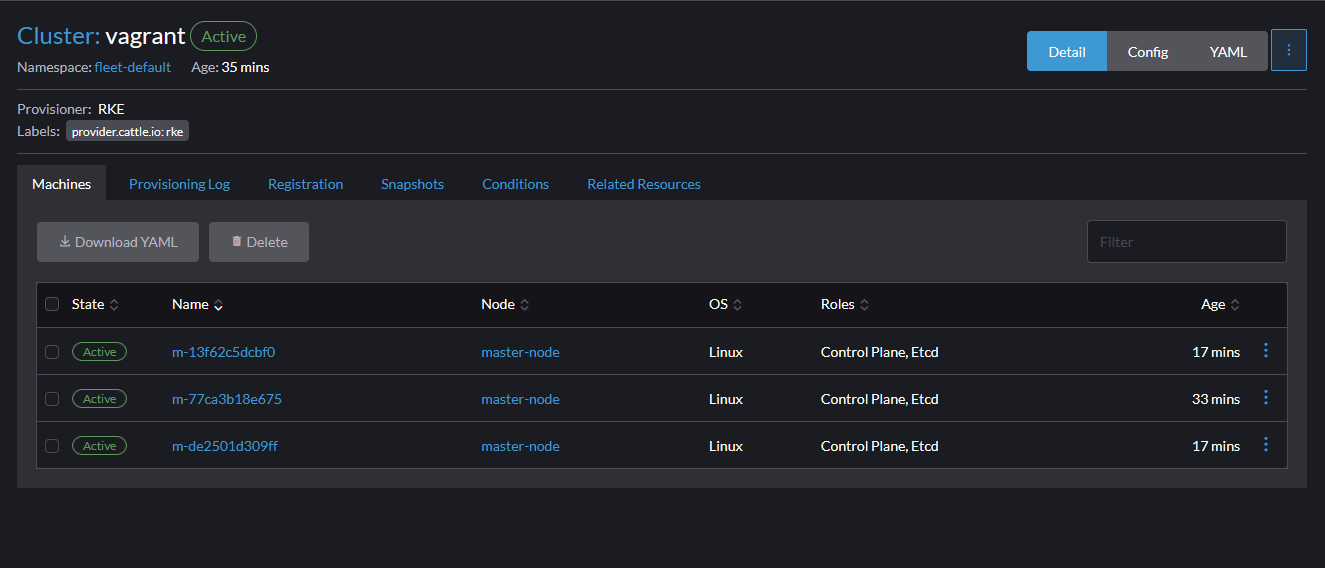 Cluster: vagrant Active
Namespace: fleet-default Age: 35 mins
Detail Config YAML
Provisioner: RKE
Labels: provider.cattle.io: rke
Machines Provisioning Log Registration Snapshots Conditions Related Resources
Download YAML Delete Filter
State Name Node OS Roles Age
Active m-13f62c5dcbf0 master-node Linux Control Plane, Etcd 17 mins
Active m-77ca3b18e675 master-node Linux Control Plane, Etcd 33 mins
Active m-de2501d309ff master-node Linux Control Plane, Etcd 17 mins